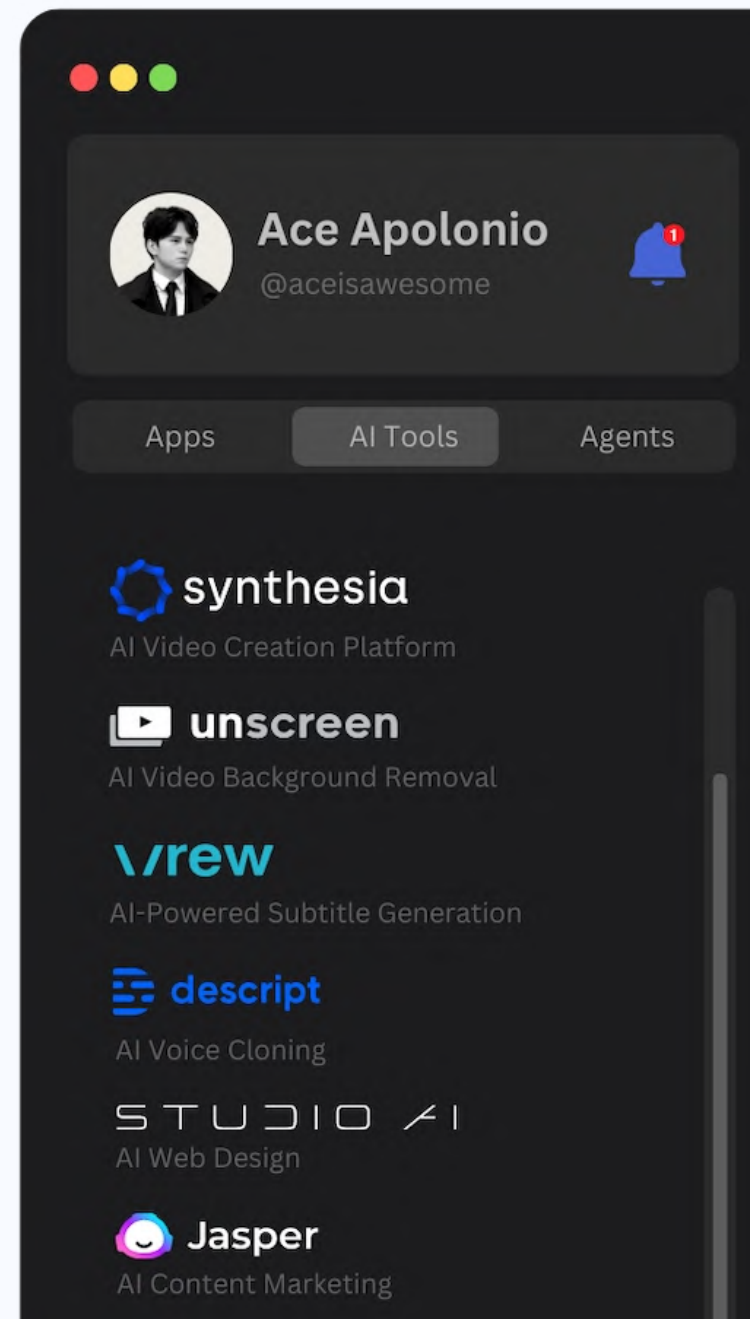 Ace Apolonio
@aceisawesome
1
Apps
AI Tools
Agents
synthesia
AI Video Creation Platform
unscreen
AI Video Background Removal
Vrew
AI-Powered Subtitle Generation
descript
AI Voice Cloning
STUDIO AI
AI Web Design
Jasper
AI Content Marketing